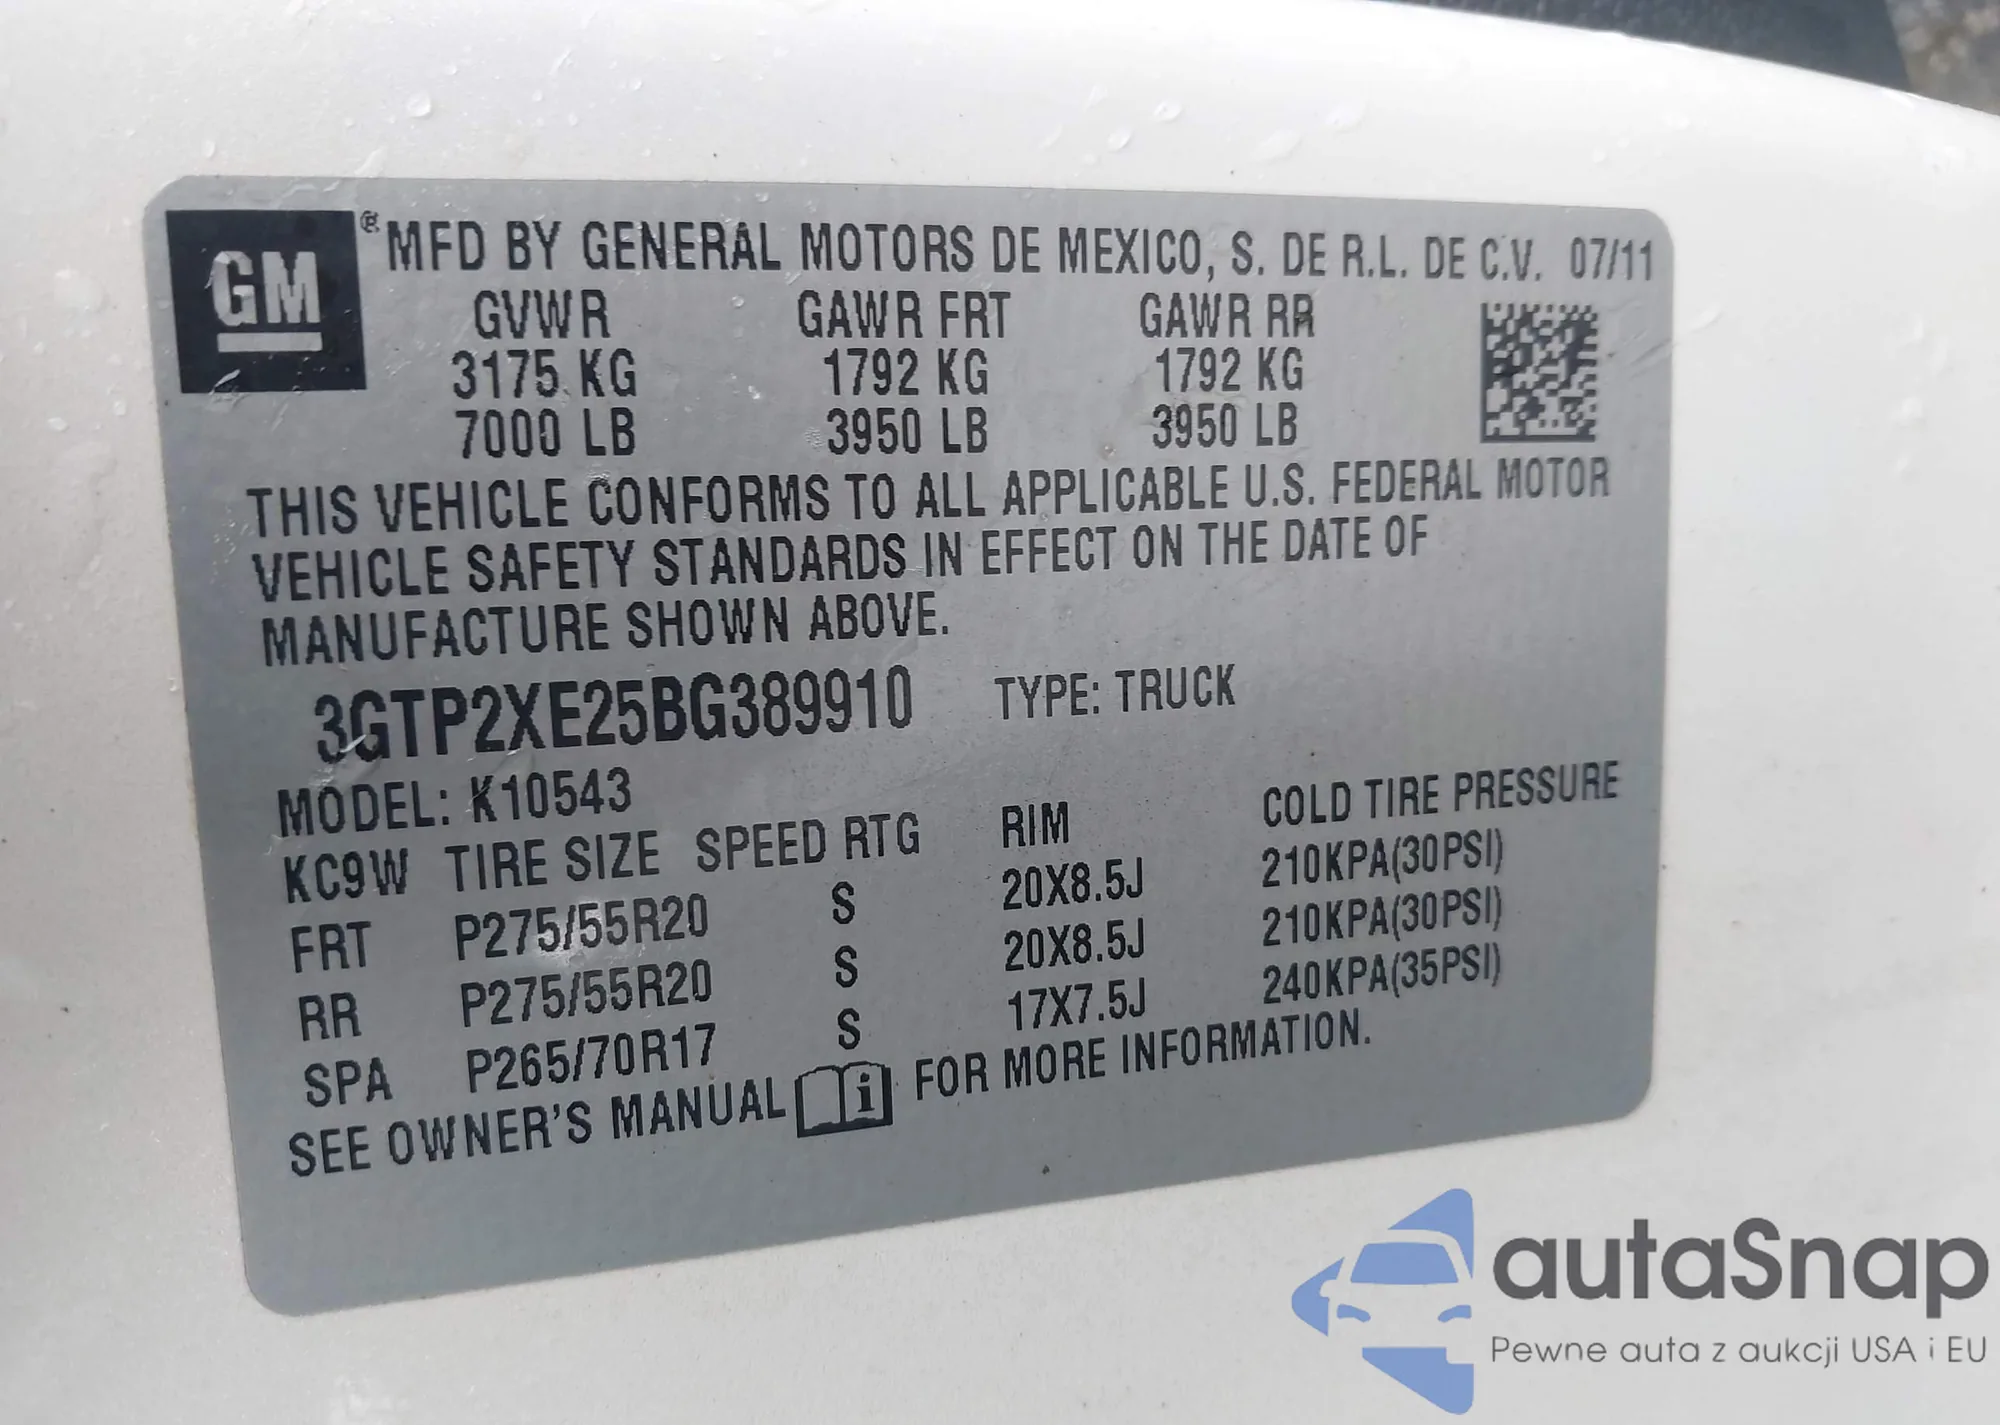 GM
® MFD BY GENERAL MOTORS DE MEXICO, S. DE R.L. DE C.V. 07/11
GVWR GAWR FRT GAWR RR
3175 KG 1792 KG 1792 KG
7000 LB 3950 LB 3950 LB
THIS VEHICLE CONFORMS TO ALL APPLICABLE U.S. FEDERAL MOTOR
VEHICLE SAFETY STANDARDS IN EFFECT ON THE DATE OF
MANUFACTURE SHOWN ABOVE.
3GTP2XE25BG389910 TYPE: TRUCK
MODEL: K10543
KC9W TIRE SIZE SPEED RTG RIM COLD TIRE PRESSURE
FRT P275/55R20 S 20X8.5J 210KPA(30PSI)
RR P275/55R20 S 20X8.5J 210KPA(30PSI)
SPA P265/70R17 S 17X7.5J 240KPA(35PSI)
SEE OWNER'S MANUAL i FOR MORE INFORMATION.
autaSnap
Pewne auta z aukcji USA i EU